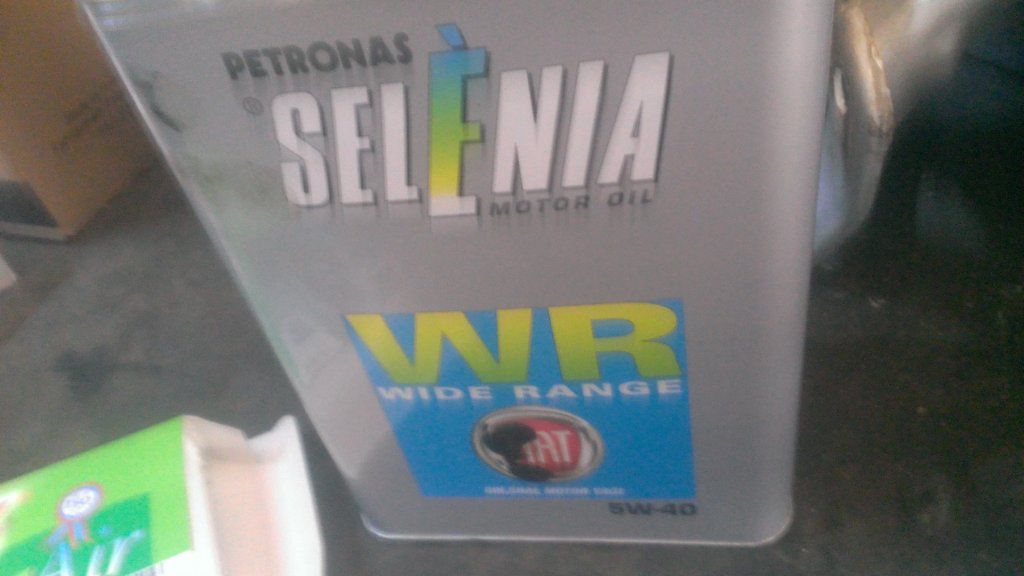 PETRONAS
® SELÈNIA
MOTOR OIL
WR
WIDE RANGE
FIAT
5W-40